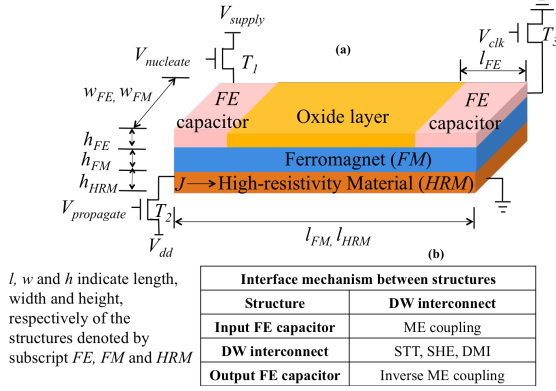 V_supply
(a)
V_nucleate
T_1
V_clk
T_3
l_FE
w_FE, w_FM
FE
capacitor
Oxide layer
FE
capacitor
h_FE
h_FM
h_HRM
Ferromagnet (FM)
J → High-resistivity Material (HRM)
V_propagate
T_2
V_dd
l_FM, l_HRM
(b)
l, w and h indicate length,
width and height,
respectively of the
structures denoted by
subscript FE, FM and HRM
Interface mechanism between structures
Structure DW interconnect
Input FE capacitor ME coupling
DW interconnect STT, SHE, DMI
Output FE capacitor Inverse ME coupling